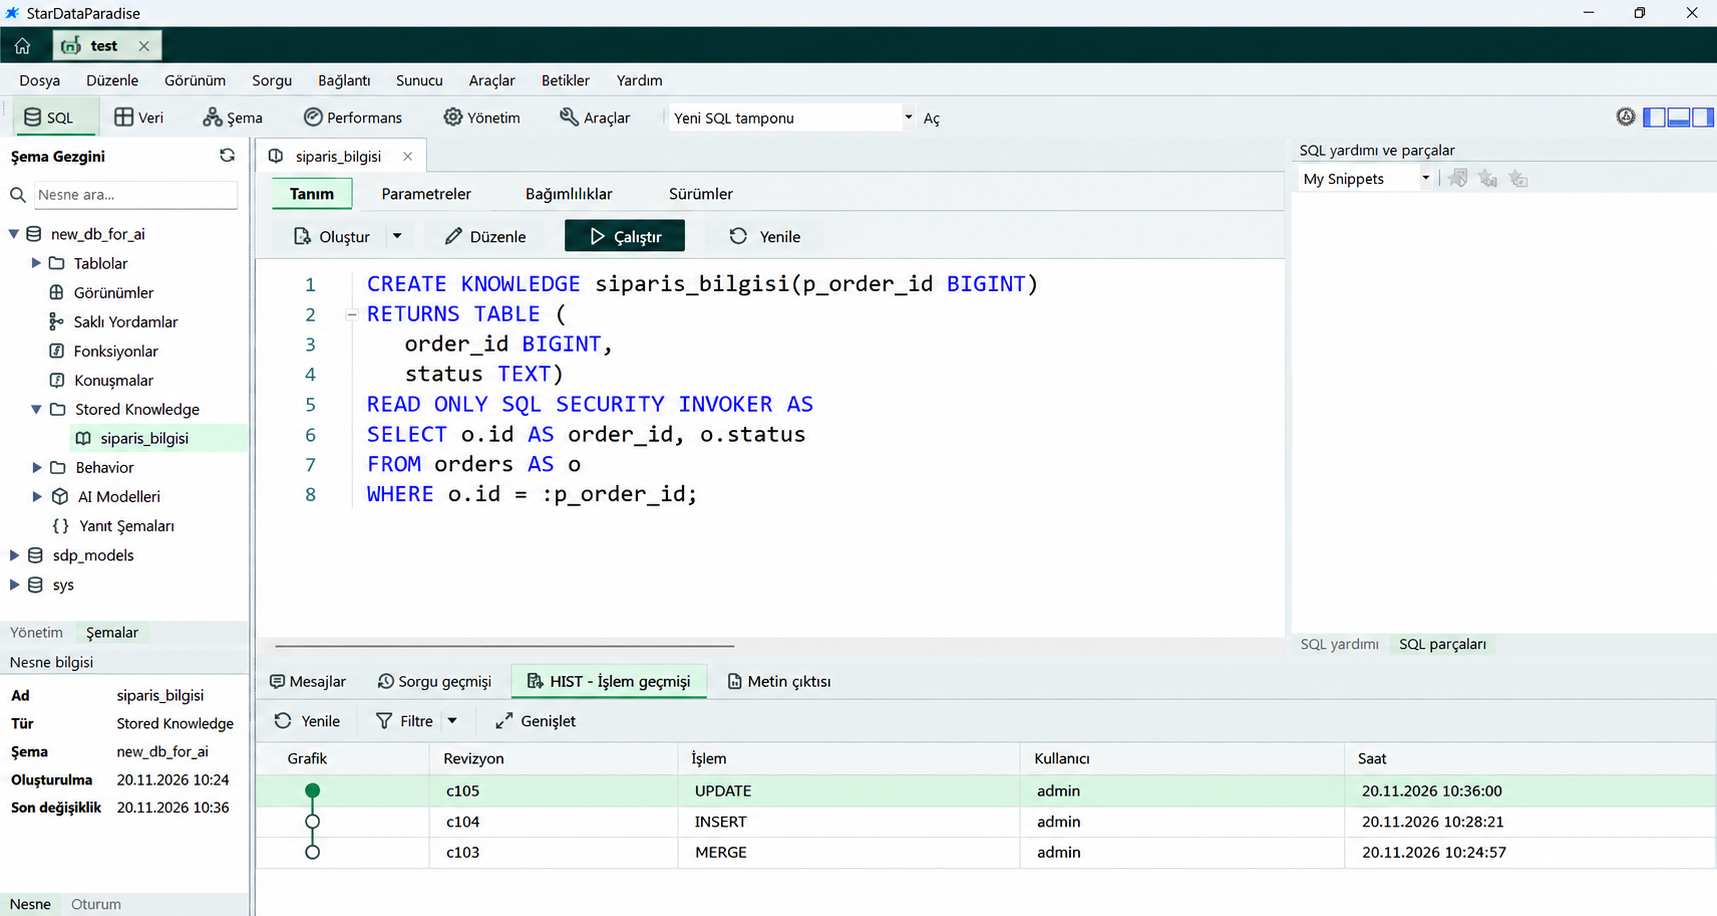 StarDataParadise
test
Dosya Düzenle Görünüm Sorgu Bağlantı Sunucu Araçlar Betikler Yardım
SQL Veri Şema Performans Yönetim Araçlar Yeni SQL tamponu Aç
Şema Gezgini
Nesne ara...
new_db_for_ai
Tablolar
Görünümler
Saklı Yordamlar
Fonksiyonlar
Konuşmalar
Stored Knowledge
siparis_bilgisi
Behavior
AI Modelleri
{} Yanıt Şemaları
sdp_models
sys
Yönetim Şemalar
Nesne bilgisi
Ad siparis_bilgisi
Tür Stored Knowledge
Şema new_db_for_ai
Oluşturulma 20.11.2026 10:24
Son değişiklik 20.11.2026 10:36
Nesne Oturum
siparis_bilgisi
Tanım Parametreler Bağımlılıklar Sürümler
Oluştur Düzenle Çalıştır Yenile
1 CREATE KNOWLEDGE siparis_bilgisi(p_order_id BIGINT)
2 RETURNS TABLE (
3 order_id BIGINT,
4 status TEXT)
5 READ ONLY SQL SECURITY INVOKER AS
6 SELECT o.id AS order_id, o.status
7 FROM orders AS o
8 WHERE o.id = :p_order_id;
SQL yardımı ve parçalar
My Snippets
SQL yardımı SQL parçaları
Mesajlar Sorgu geçmişi HIST - İşlem geçmişi Metin çıktısı
Yenile Filtre Genişlet
Grafik Revizyon İşlem Kullanıcı Saat
c105 UPDATE admin 20.11.2026 10:36:00
c104 INSERT admin 20.11.2026 10:28:21
c103 MERGE admin 20.11.2026 10:24:57